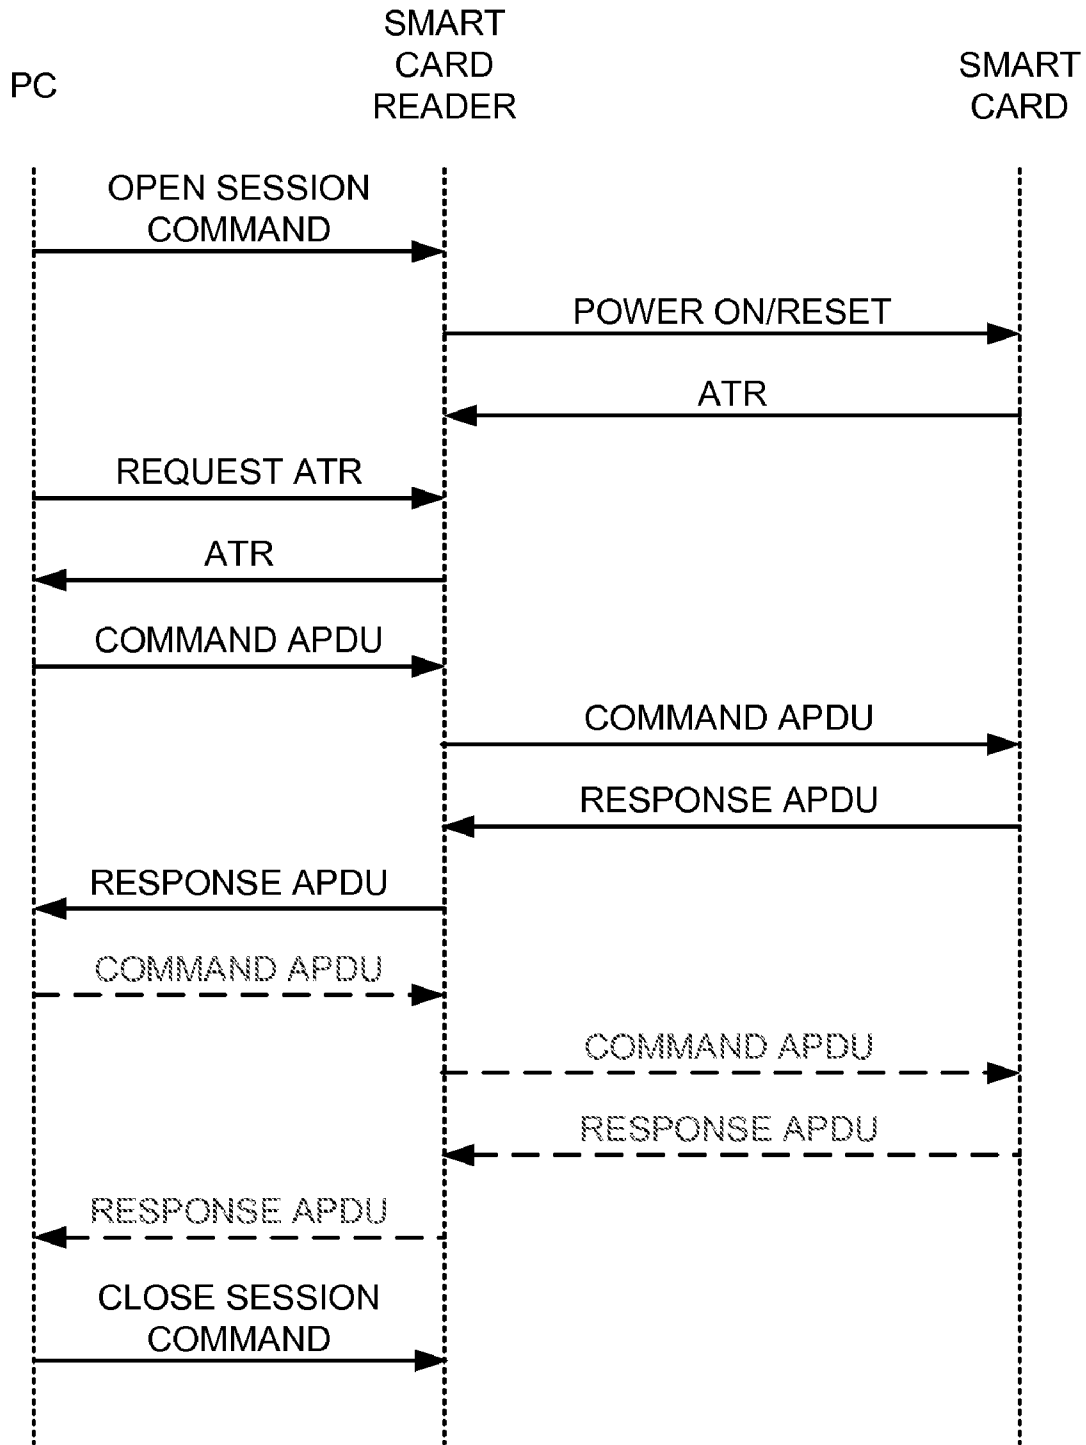 PC
SMART
CARD
READER
SMART
CARD
OPEN SESSION
COMMAND
POWER ON/RESET
ATR
REQUEST ATR
ATR
COMMAND APDU
COMMAND APDU
RESPONSE APDU
RESPONSE APDU
COMMAND APDU
COMMAND APDU
RESPONSE APDU
RESPONSE APDU
CLOSE SESSION
COMMAND